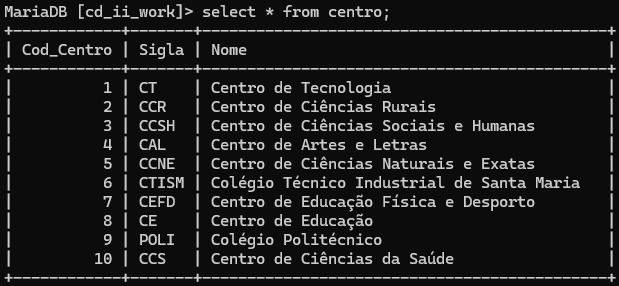 MariaDB [cd_ii_work]> select * from centro;
+------------+-------+---------------------------------------------+
| Cod_Centro | Sigla | Nome                                        |
+------------+-------+---------------------------------------------+
|          1 | CT    | Centro de Tecnologia                        |
|          2 | CCR   | Centro de Ciências Rurais                   |
|          3 | CCSH  | Centro de Ciências Sociais e Humanas        |
|          4 | CAL   | Centro de Artes e Letras                    |
|          5 | CCNE  | Centro de Ciências Naturais e Exatas        |
|          6 | CTISM | Colégio Técnico Industrial de Santa Maria   |
|          7 | CEFD  | Centro de Educação Física e Desporto        |
|          8 | CE    | Centro de Educação                          |
|          9 | POLI  | Colégio Politécnico                         |
|         10 | CCS   | Centro de Ciências da Saúde                 |
+------------+-------+---------------------------------------------+